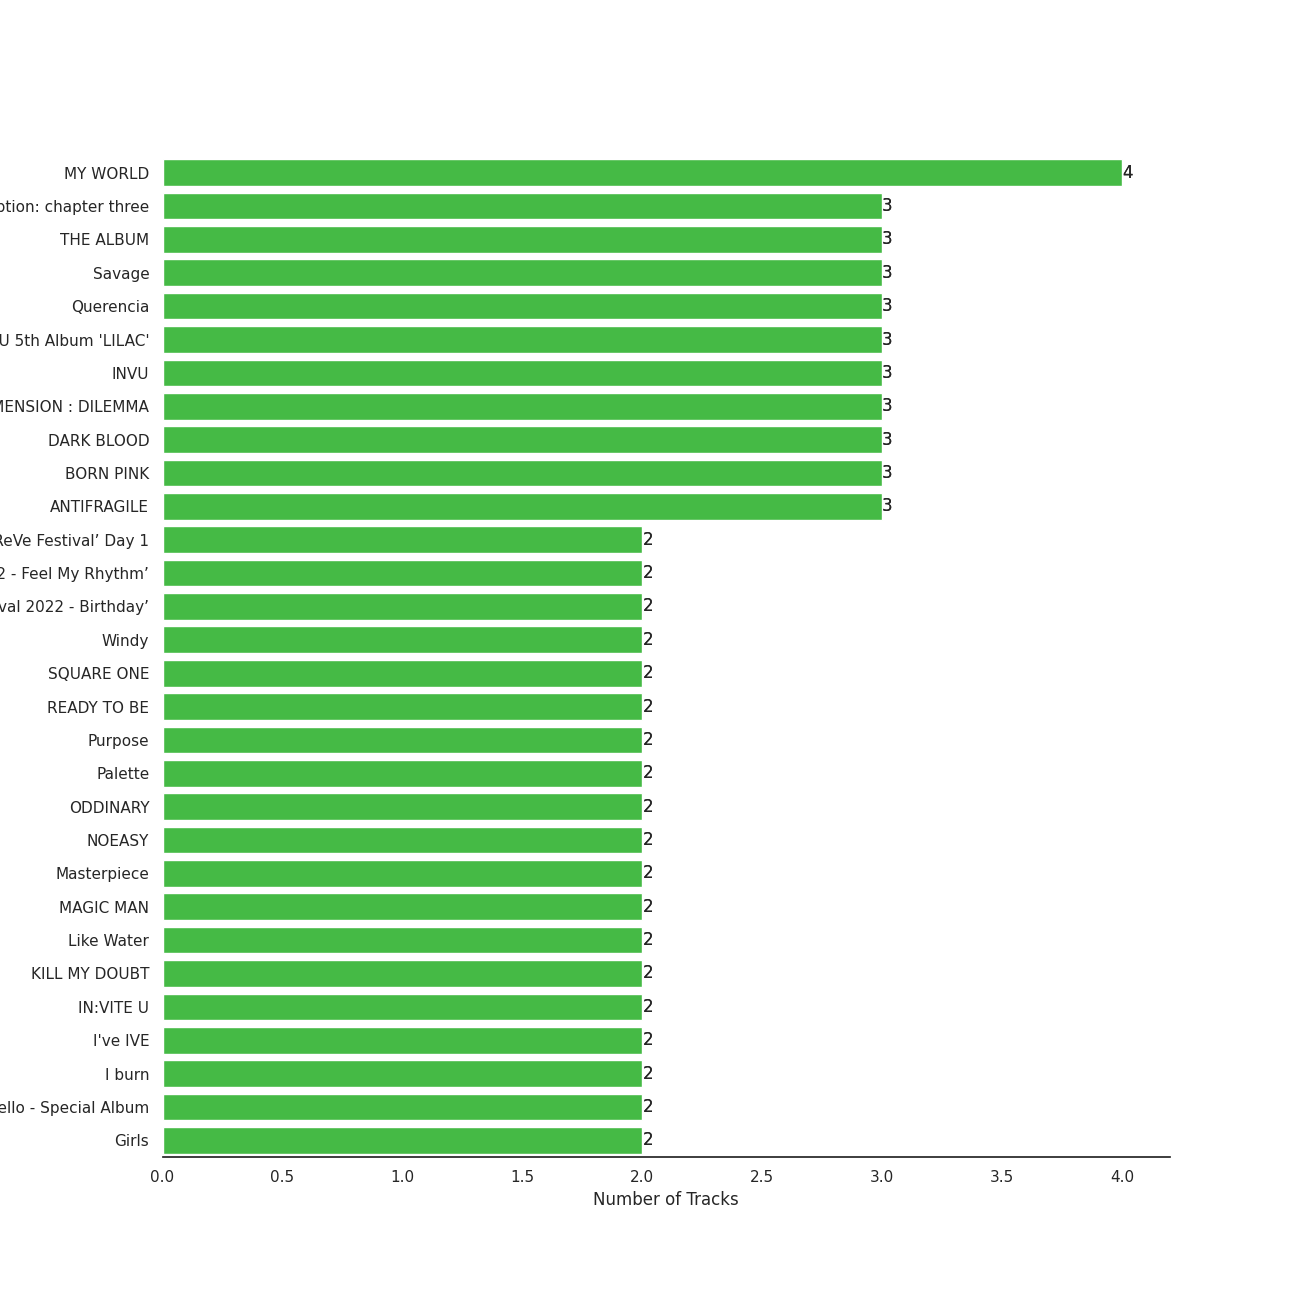 MY WORLD 4
ption: chapter three 3
THE ALBUM 3
Savage 3
Querencia 3
U 5th Album 'LILAC' 3
INVU 3
MENSION : DILEMMA 3
DARK BLOOD 3
BORN PINK 3
ANTIFRAGILE 3
ReVe Festival’ Day 1 2
2 - Feel My Rhythm’ 2
val 2022 - Birthday’ 2
Windy 2
SQUARE ONE 2
READY TO BE 2
Purpose 2
Palette 2
ODDINARY 2
NOEASY 2
Masterpiece 2
MAGIC MAN 2
Like Water 2
KILL MY DOUBT 2
IN:VITE U 2
I've IVE 2
I burn 2
ello - Special Album 2
Girls 2
0.0 0.5 1.0 1.5 2.0 2.5 3.0 3.5 4.0
Number of Tracks